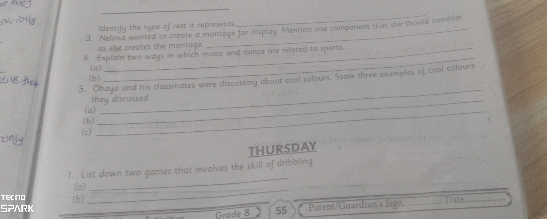 Identify the type of rest it represents.
3. Nelima wanted to create a montage for display. Mention one component that she should consider
as she creates the montage.
4. Explain two ways in which music and dance are related to sports.
(a)
(b)
5. Obayo and his classmates were discussing about cool colours. State three examples of cool colours
they discussed.
(a)
(b)
(c)
THURSDAY
1. List down two games that involves the skill of dribbling.
(a)
(b)
Grade 8
55
Parent/Guardian's Sign
Date
TECNO
SPARK